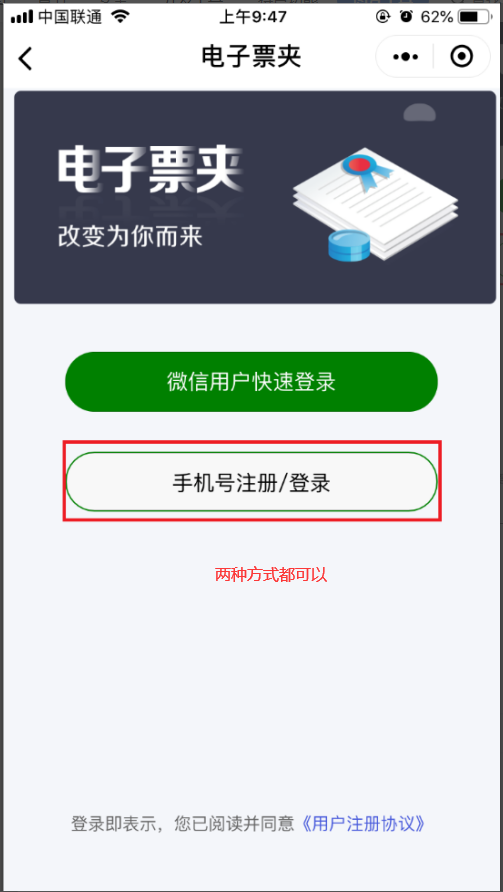 中国联通 上午9:47 62%
电子票夹
电子票夹
改变为你而来
微信用户快速登录
手机号注册/登录
两种方式都可以
登录即表示，您已阅读并同意《用户注册协议》